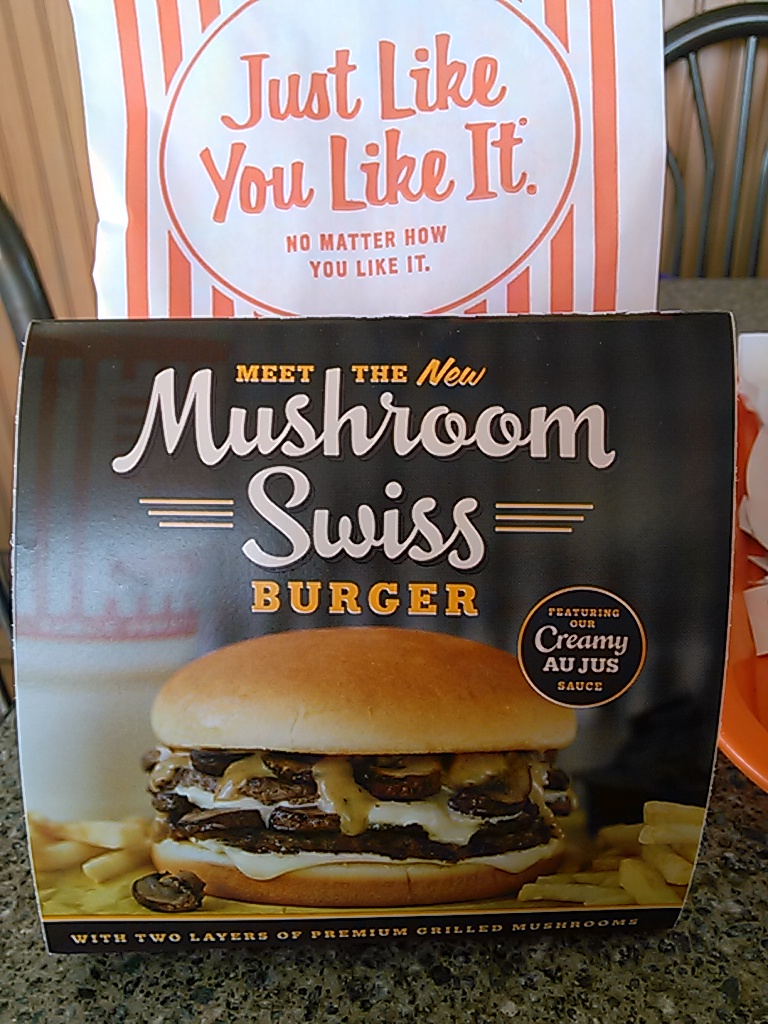 Just Like
You Like It.
NO MATTER HOW
YOU LIKE IT.
MEET THE New
Mushroom
Swiss
BURGER
FEATURING
OUR
Creamy
AU JUS
SAUCE
WITH TWO LAYERS OF PREMIUM GRILLED MUSHROOMS